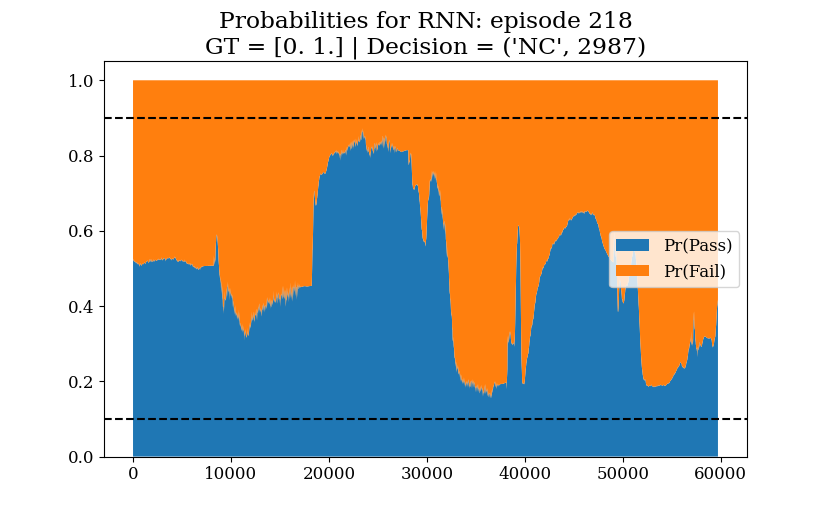 Probabilities for RNN: episode 218
GT = [0. 1.] | Decision = ('NC', 2987)
1.0
0.8
0.6
0.4
0.2
0.0
Pr(Pass)
Pr(Fail)
0 10000 20000 30000 40000 50000 60000